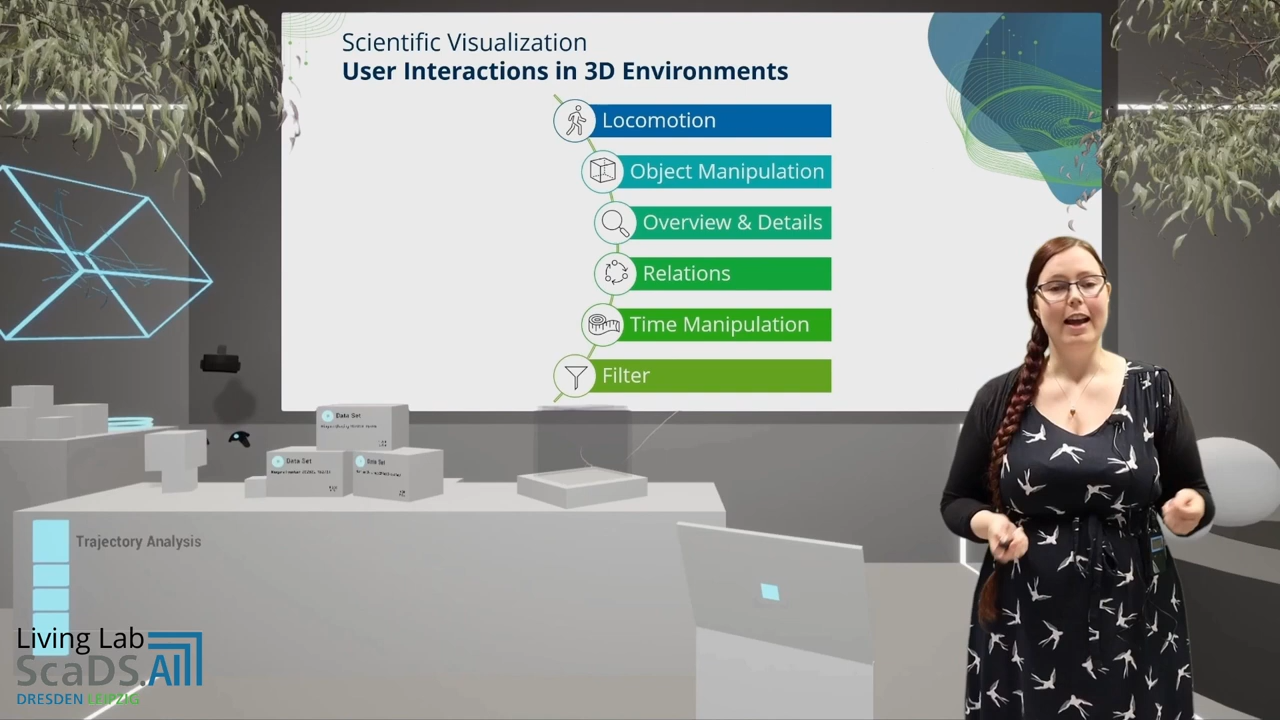 Scientific Visualization
User Interactions in 3D Environments
Locomotion
Object Manipulation
Overview & Details
Relations
Time Manipulation
Filter
Data Set
Data Set
Data Set
Trajectory Analysis
Living Lab
ScaDS.AI
DRESDEN LEIPZIG